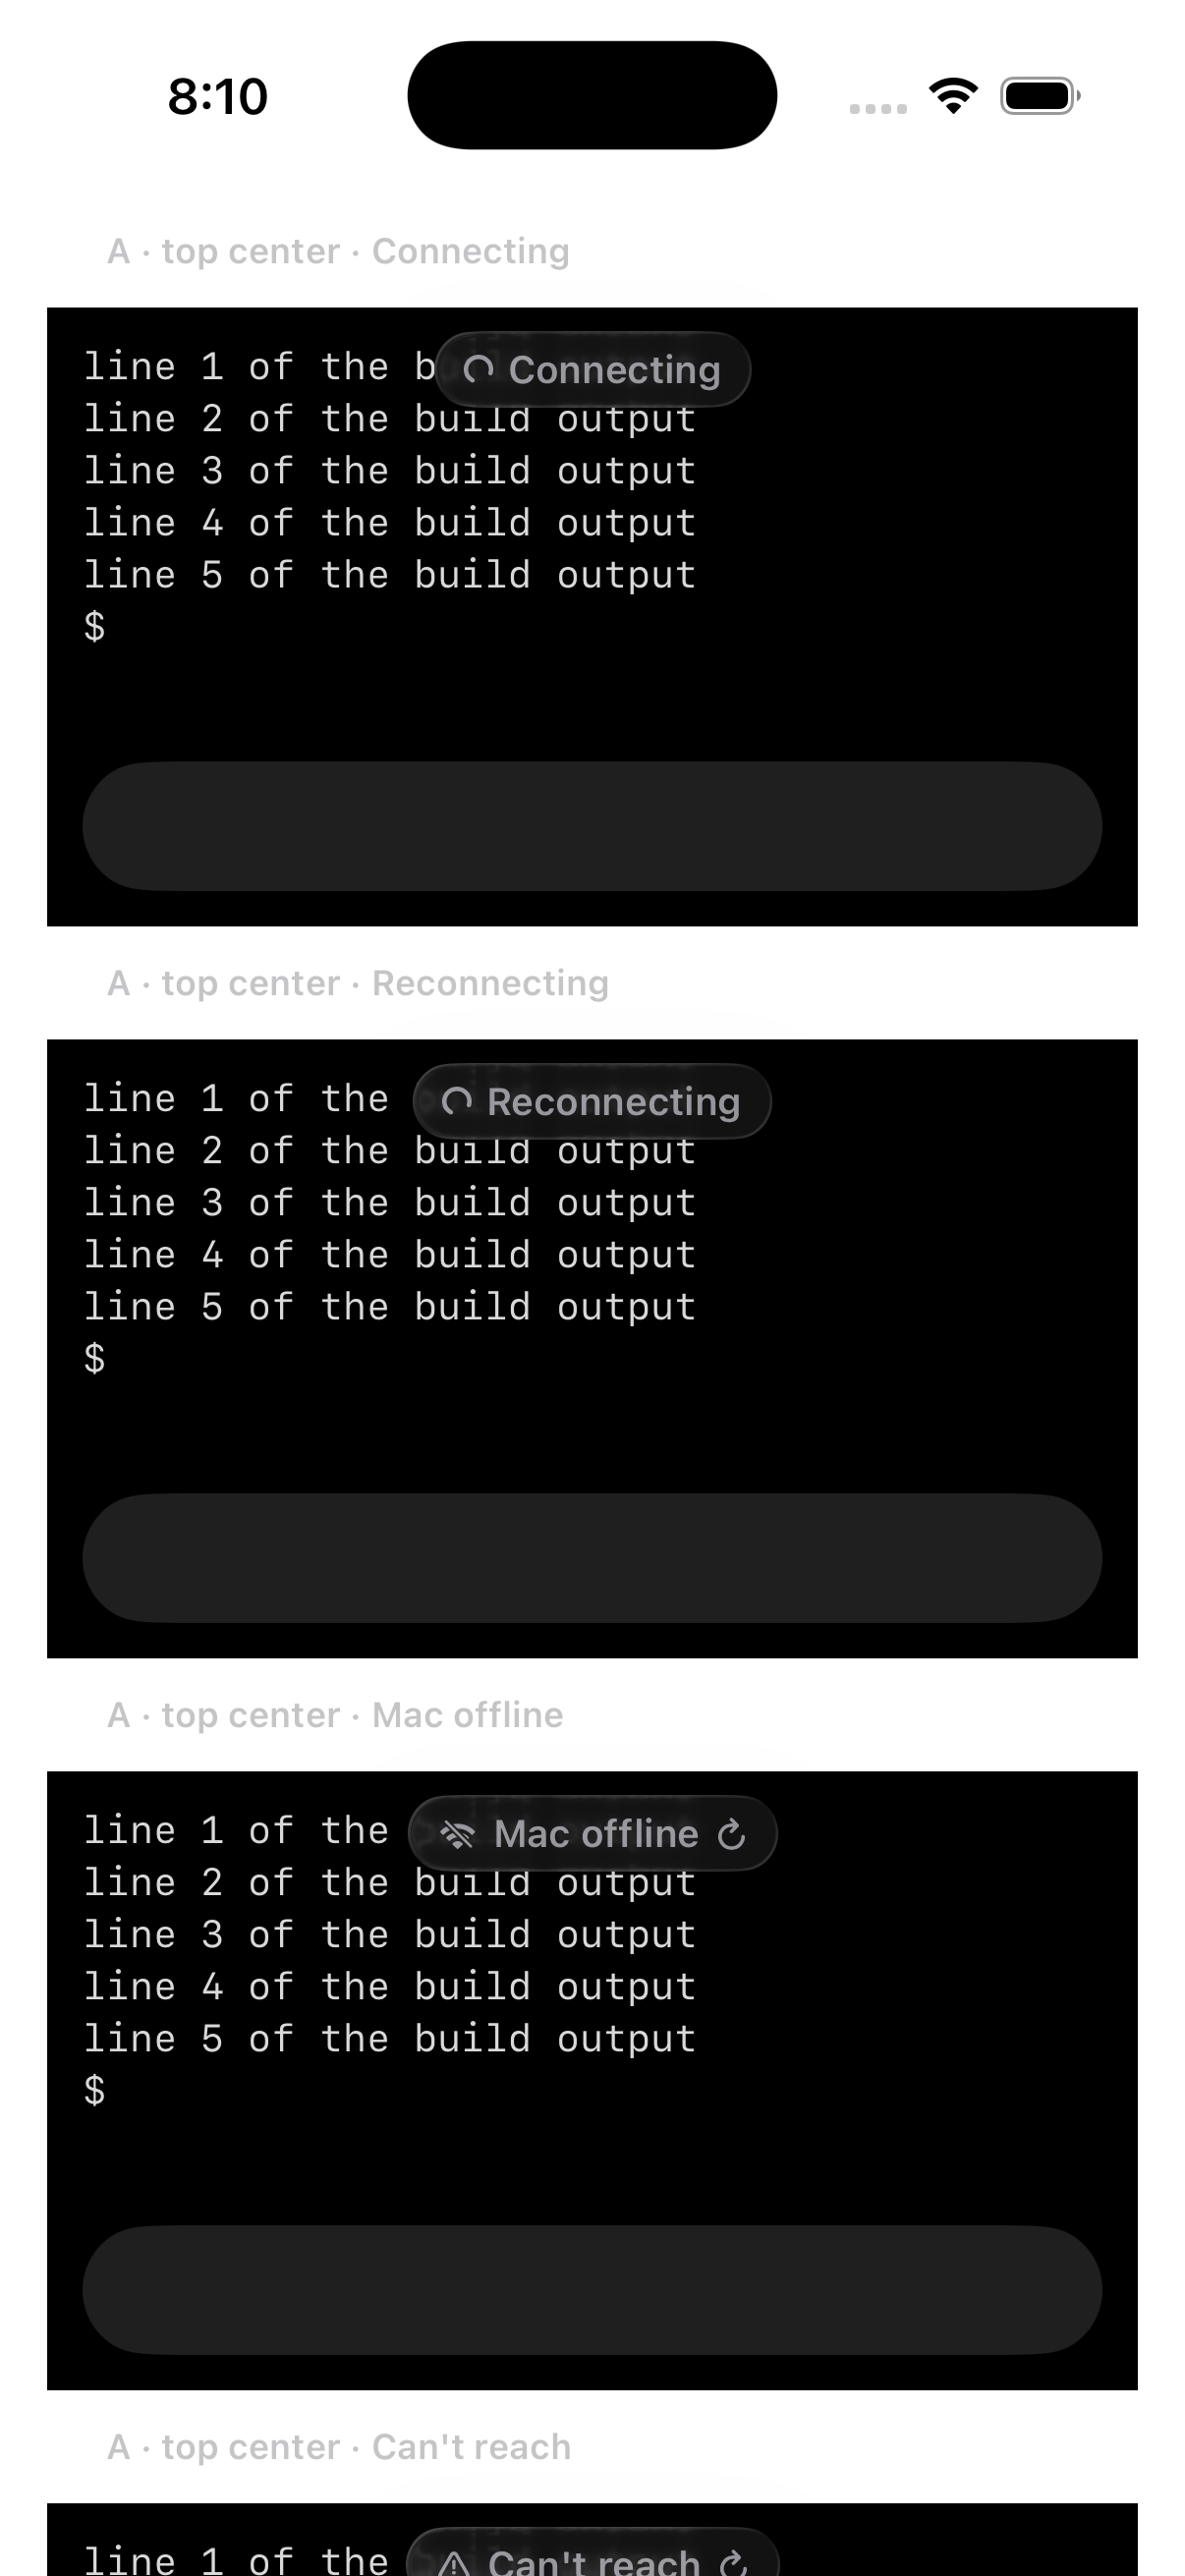 8:10
A · top center · Connecting
line 1 of the b
Connecting
line 2 of the build output
line 3 of the build output
line 4 of the build output
line 5 of the build output
$
A · top center · Reconnecting
line 1 of the
Reconnecting
line 2 of the build output
line 3 of the build output
line 4 of the build output
line 5 of the build output
$
A · top center · Mac offline
line 1 of the
Mac offline
line 2 of the build output
line 3 of the build output
line 4 of the build output
line 5 of the build output
$
A · top center · Can't reach
line 1 of the
Can't reach